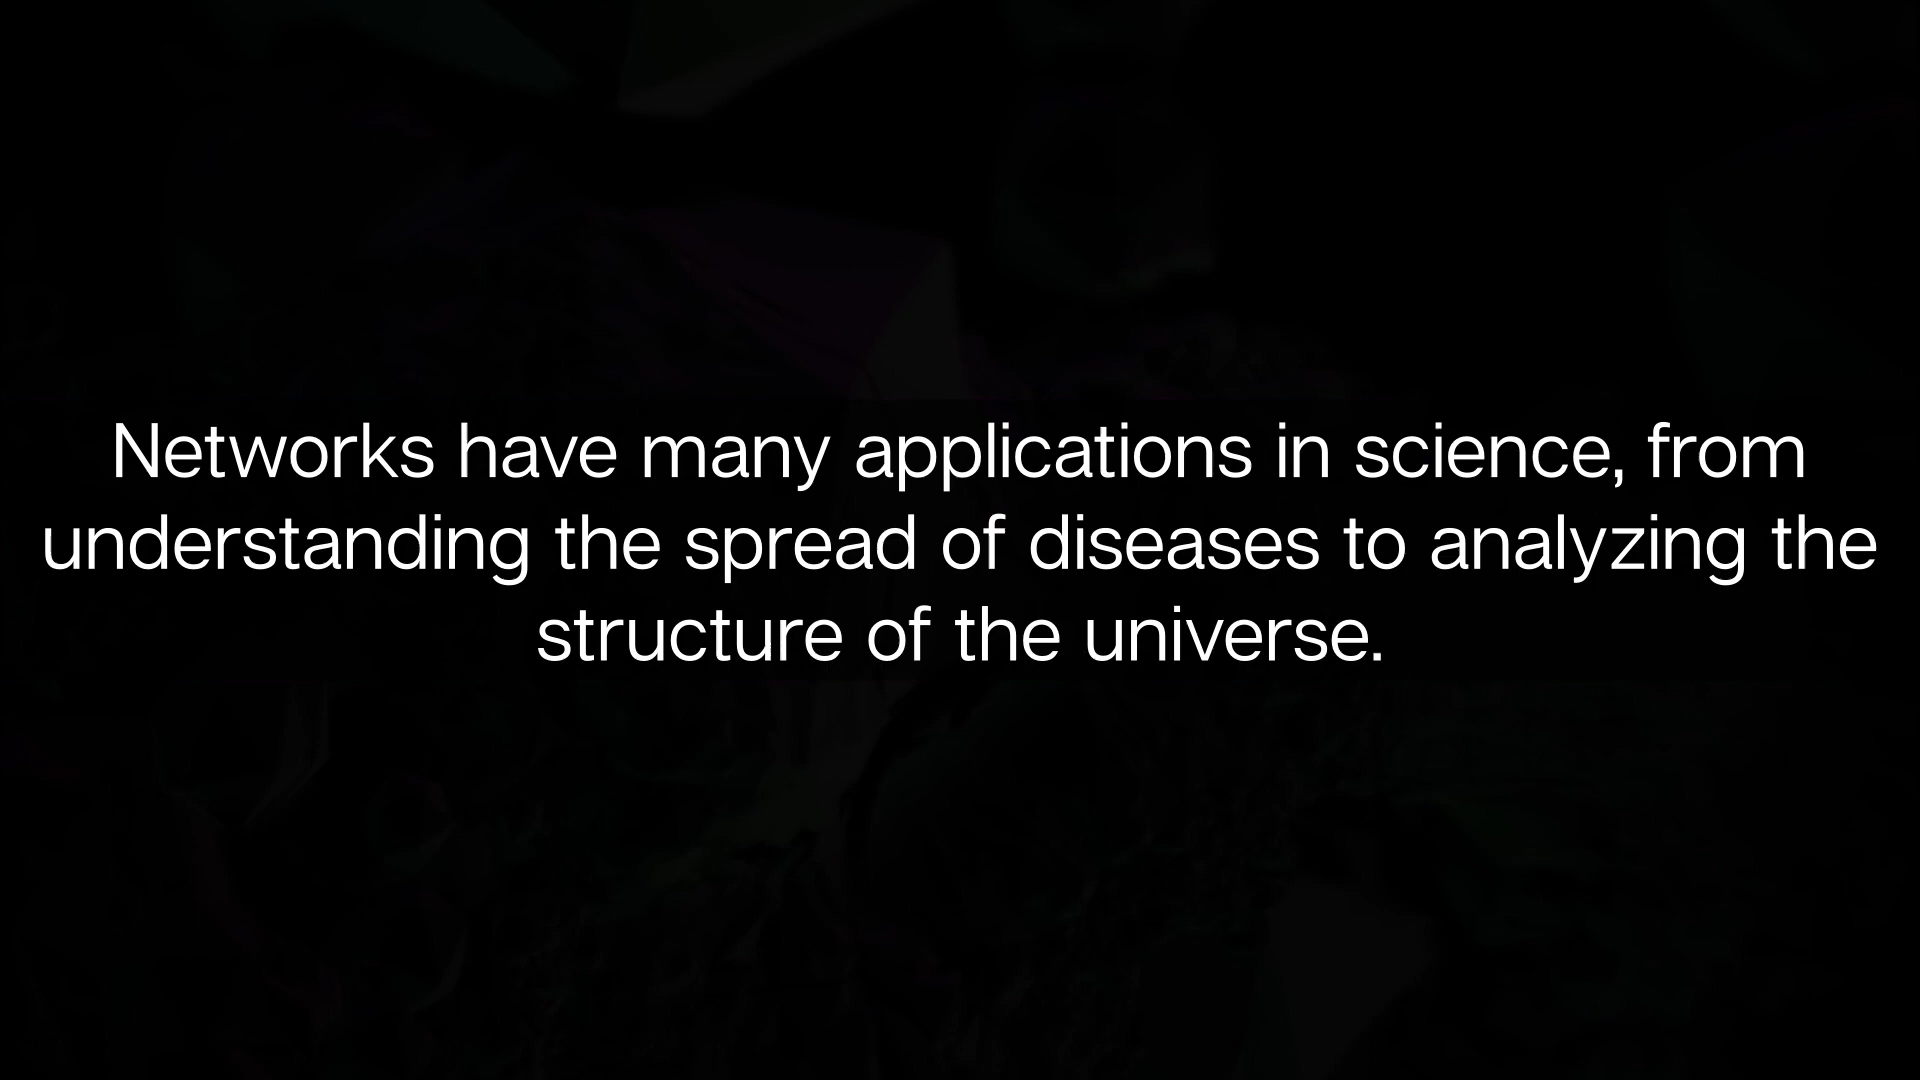 Networks have many applications in science, from
understanding the spread of diseases to analyzing the
structure of the universe.